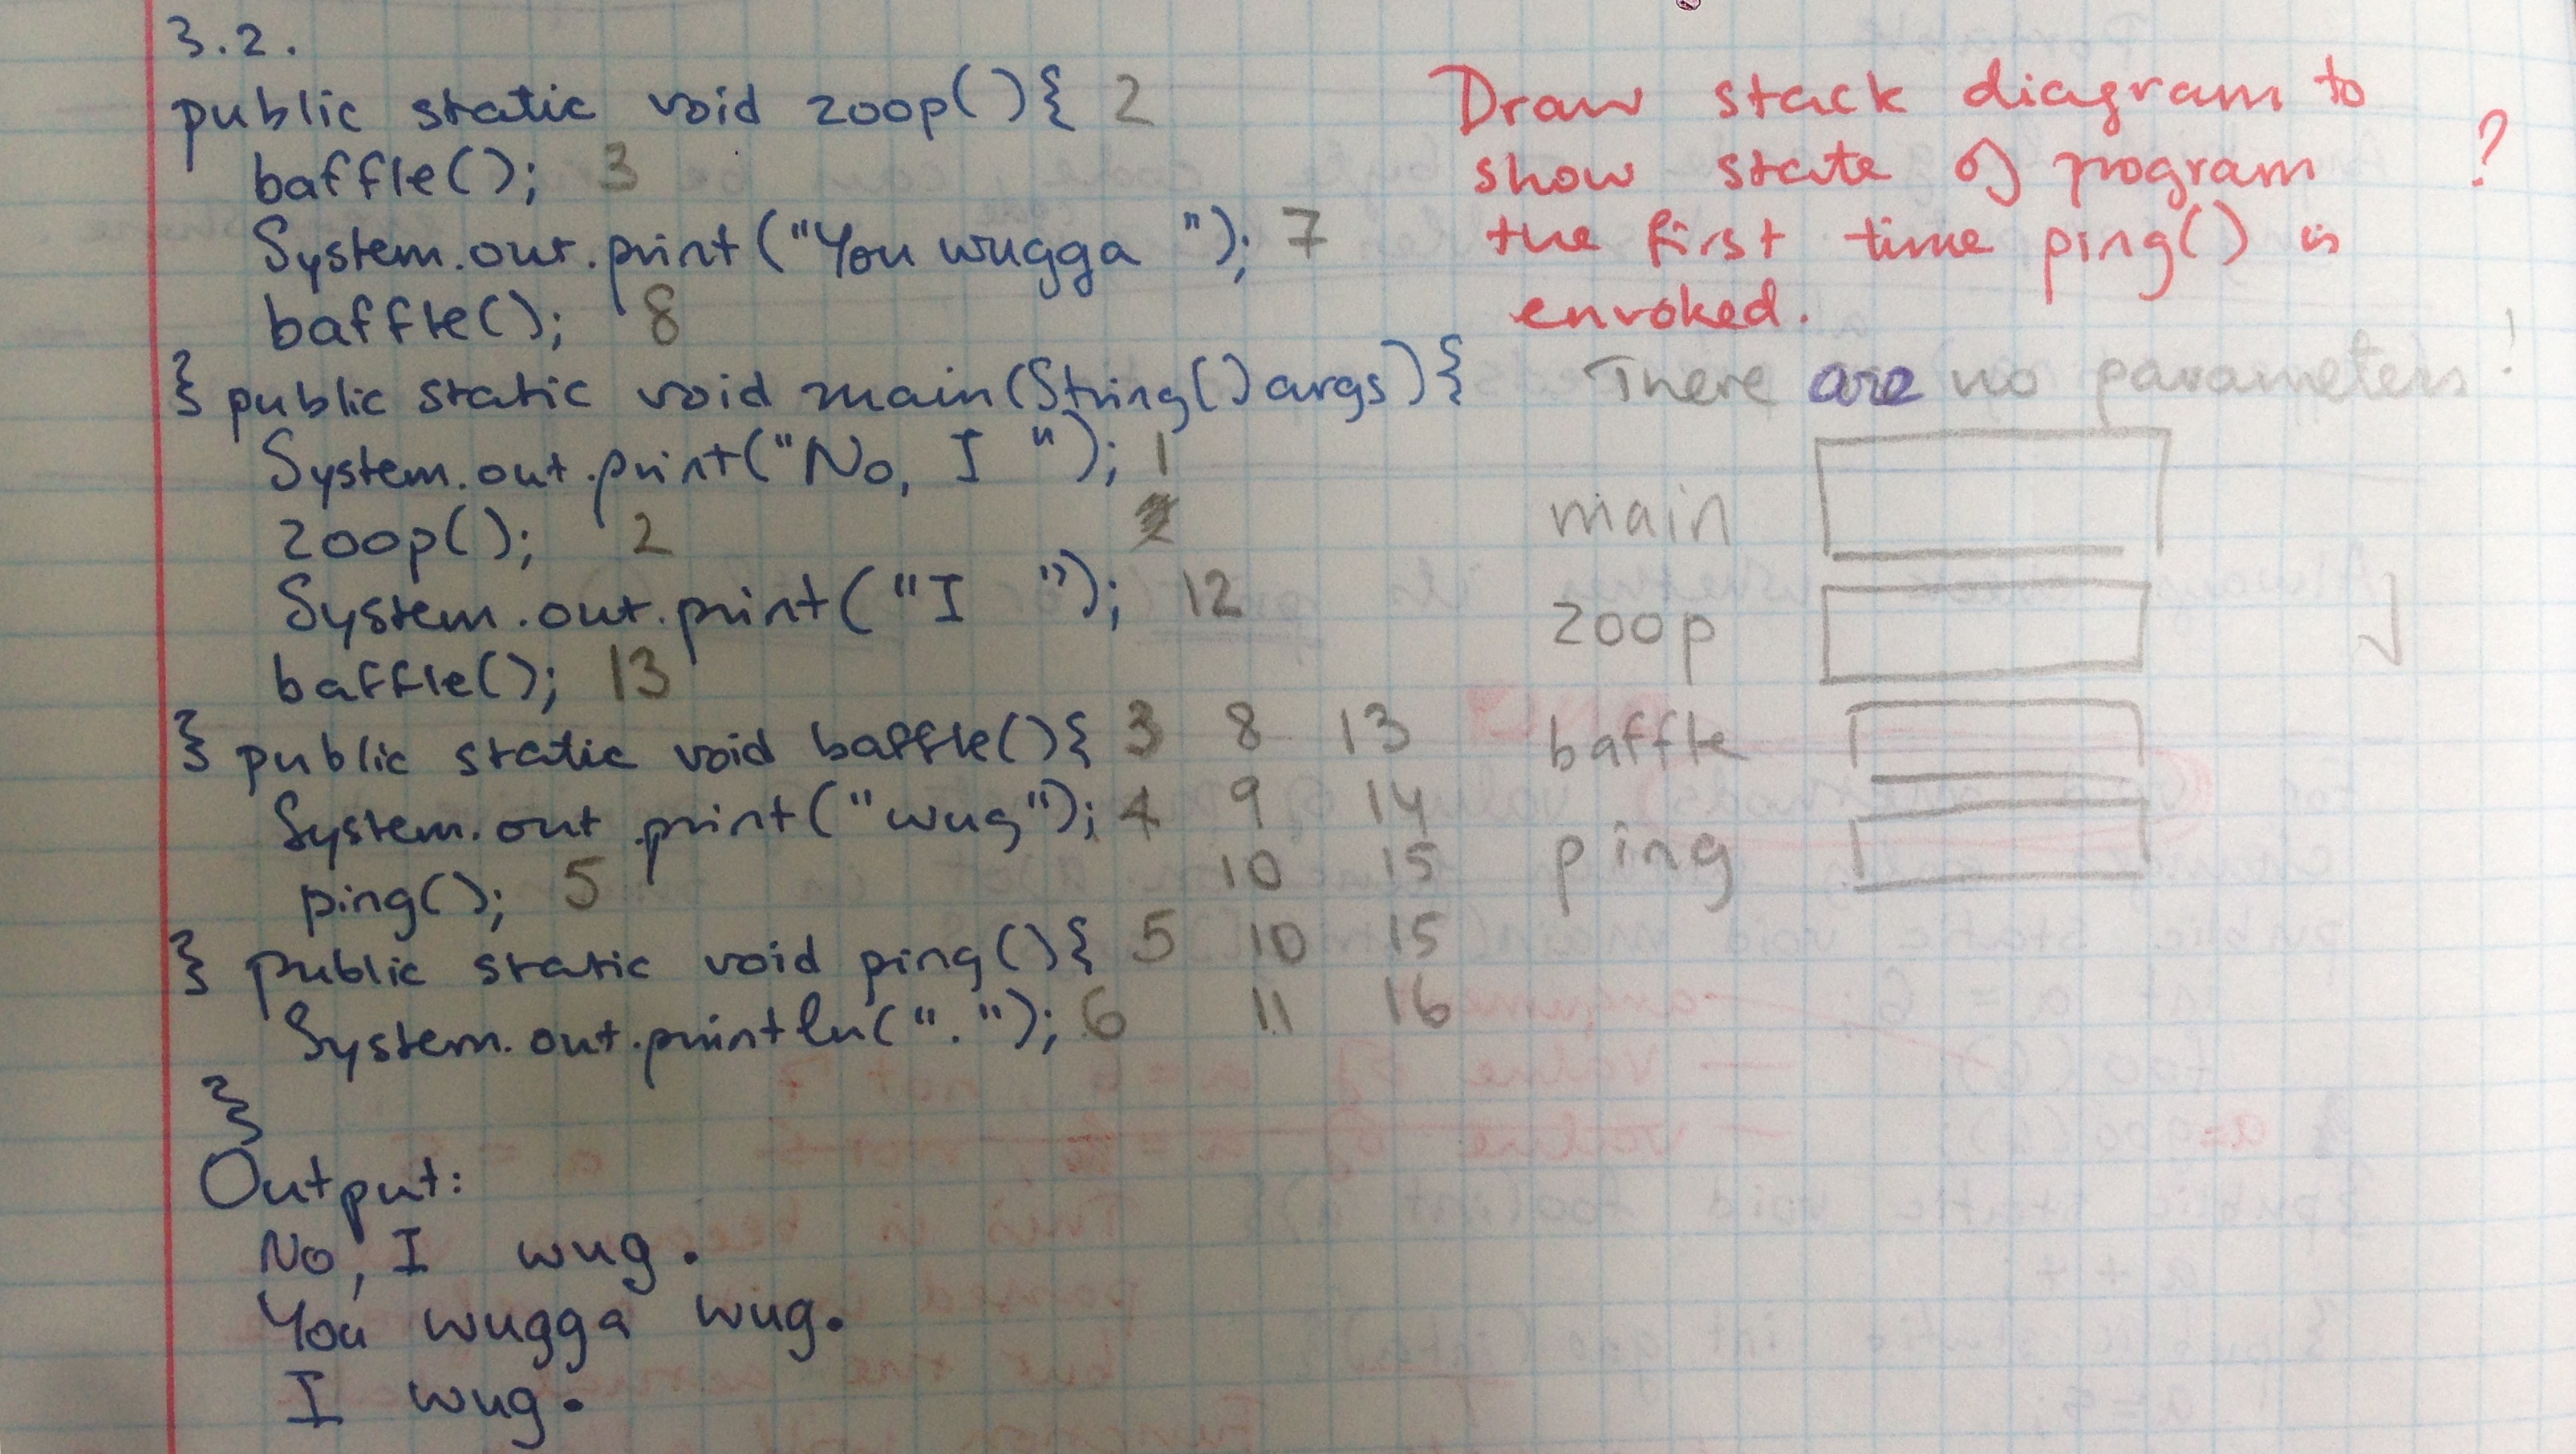 3.2.
public static void zoop(){ 2
baffle(); 3
System.out.print("You wugga "); 7
baffle(); 8
} public static void main(String[] args){
System.out.print("No, I "); 1
zoop(); 2
System.out.print("I "); 12
baffle(); 13
} public static void baffle(){ 3 8 13
System.out.print("wug"); 4 9 14
ping(); 5 10 15
} public static void ping(){ 5 10 15
System.out.println("."); 6 11 16
}
Output:
No, I wug.
You wugga wug.
I wug.
Draw stack diagram to
show state of program ?
the first time ping() is
envoked.
There are no parameters!
main
zoop
baffle
ping